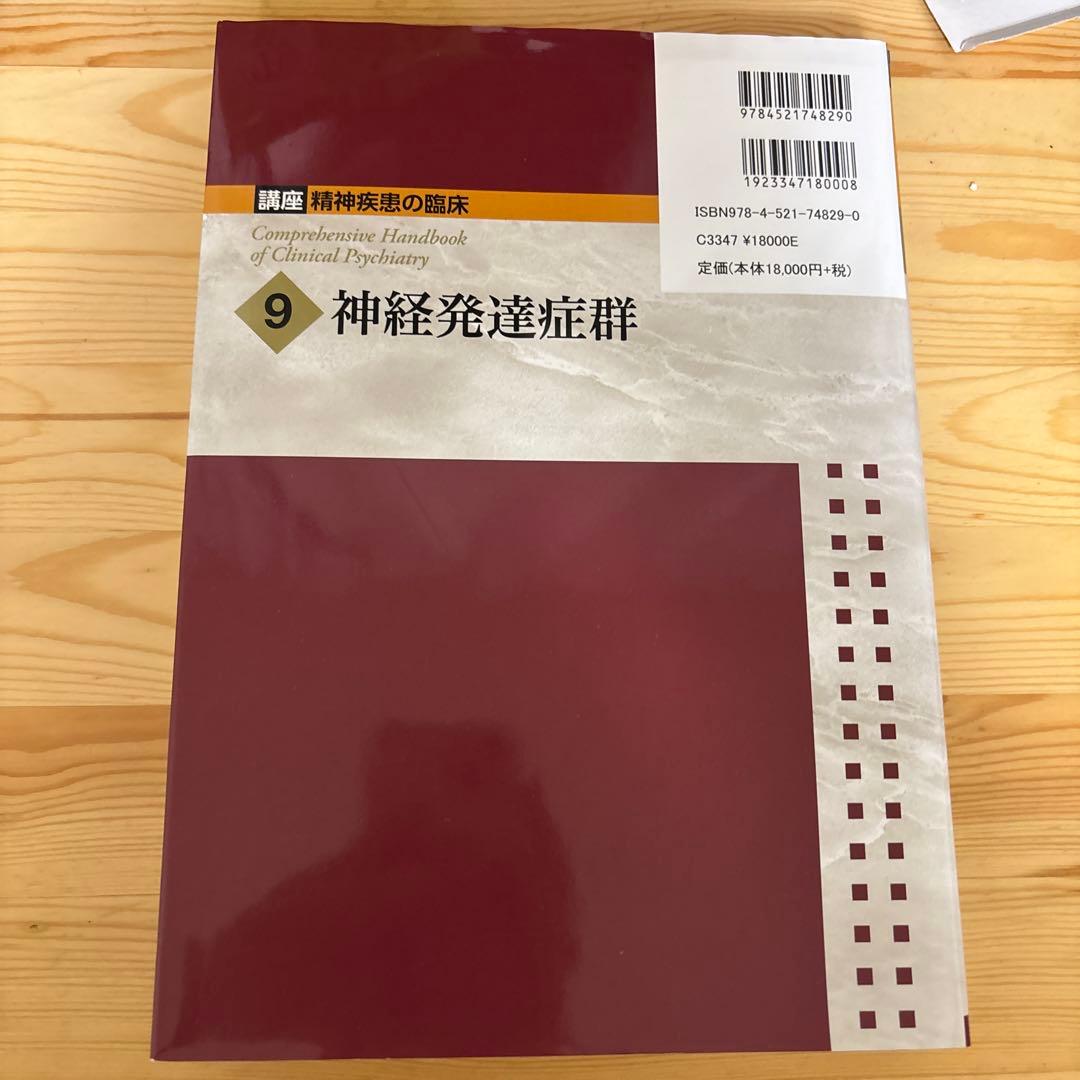 9784521748290
1923347180008
ISBN978-4-521-74829-0
C3347 ¥18000E
定価(本体18,000円+税)
講座 精神疾患の臨床
Comprehensive Handbook
of Clinical Psychiatry
9 神経発達症群